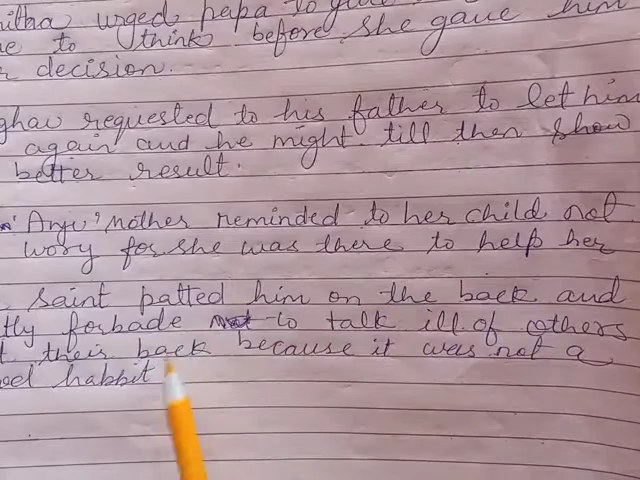 urged papa to
to think before she gave him
decision.
requested to his father to let him
again and he might till then show
better result.
Anju' mother reminded to her child not
wory for she was there to help her
saint patted him on the back and
forbade to talk ill of others
their back because it was not a
habbit